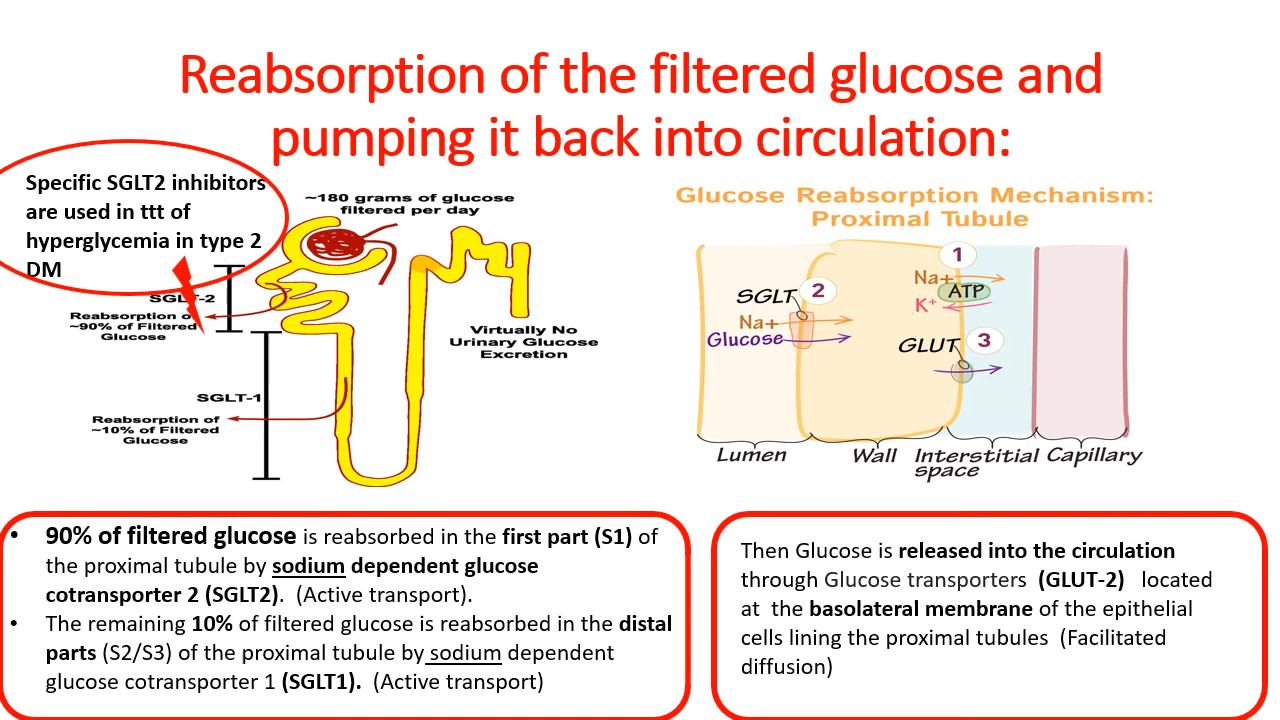 Reabsorption of the filtered glucose and
pumping it back into circulation:
Specific SGLT2 inhibitors
are used in ttt of
hyperglycemia in type 2
DM
~180 grams of glucose
filtered per day
SGLT-2
Reabsorption of
~90% of Filtered
Glucose
SGLT-1
Reabsorption of
~10% of Filtered
Glucose
Virtually No
Urinary Glucose
Excretion
Glucose Reabsorption Mechanism:
Proximal Tubule
1
Na+
ATP
K+
SGLT
2
Na+
Glucose
GLUT
3
Lumen
Wall
Interstitial
space
Capillary
• 90% of filtered glucose is reabsorbed in the first part (S1) of
the proximal tubule by sodium dependent glucose
cotransporter 2 (SGLT2). (Active transport).
• The remaining 10% of filtered glucose is reabsorbed in the distal
parts (S2/S3) of the proximal tubule by sodium dependent
glucose cotransporter 1 (SGLT1). (Active transport)
Then Glucose is released into the circulation
through Glucose transporters (GLUT-2) located
at the basolateral membrane of the epithelial
cells lining the proximal tubules (Facilitated
diffusion)